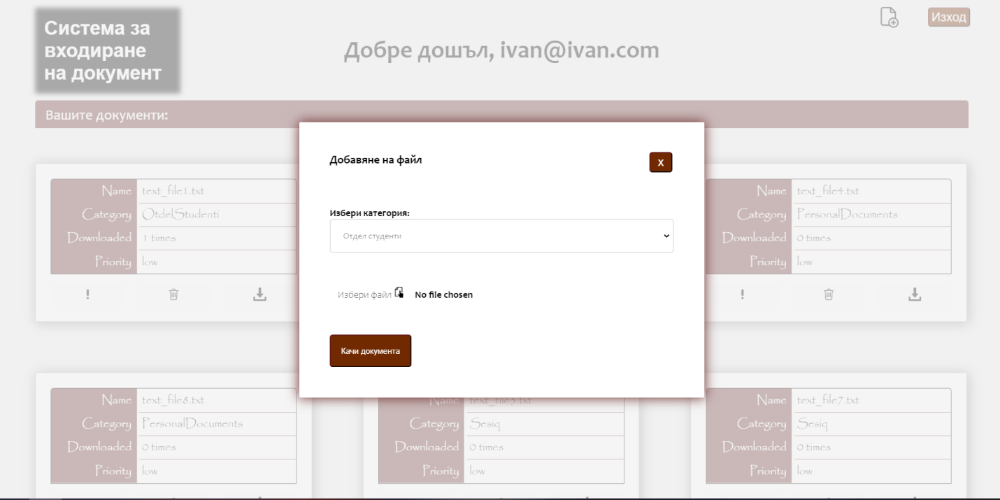 Система за
входиране
на документ
Добре дошъл, ivan@ivan.com
Изход
Вашите документи:
Добавяне на файл
X
Избери категория:
Отдел студенти
Избери файл
No file chosen
Качи документа
Name text_file1.txt
Category OtdelStudenti
Downloaded 1 times
Priority low
Name text_file4.txt
Category PersonalDocuments
Downloaded 0 times
Priority low
Name text_file8.txt
Category PersonalDocuments
Downloaded 0 times
Priority low
Name text_file5.txt
Category Sesiq
Downloaded 0 times
Priority low
Name text_file7.txt
Category Sesiq
Downloaded 0 times
Priority low